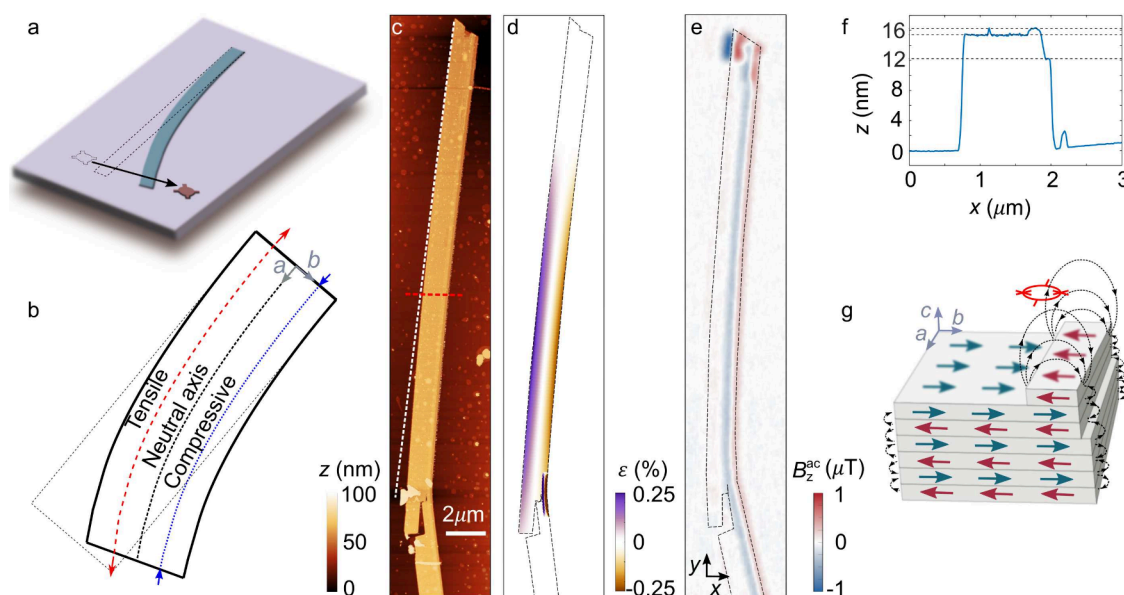 a
b
Tensile
Neutral axis
Compressive
a
b
c
z (nm)
100
50
0
2μm
d
ε (%)
0.25
0
-0.25
e
y
x
B_z^ac (μT)
1
0
-1
f
z (nm)
16
12
8
4
0
0
1
2
3
x (μm)
g
c
b
a